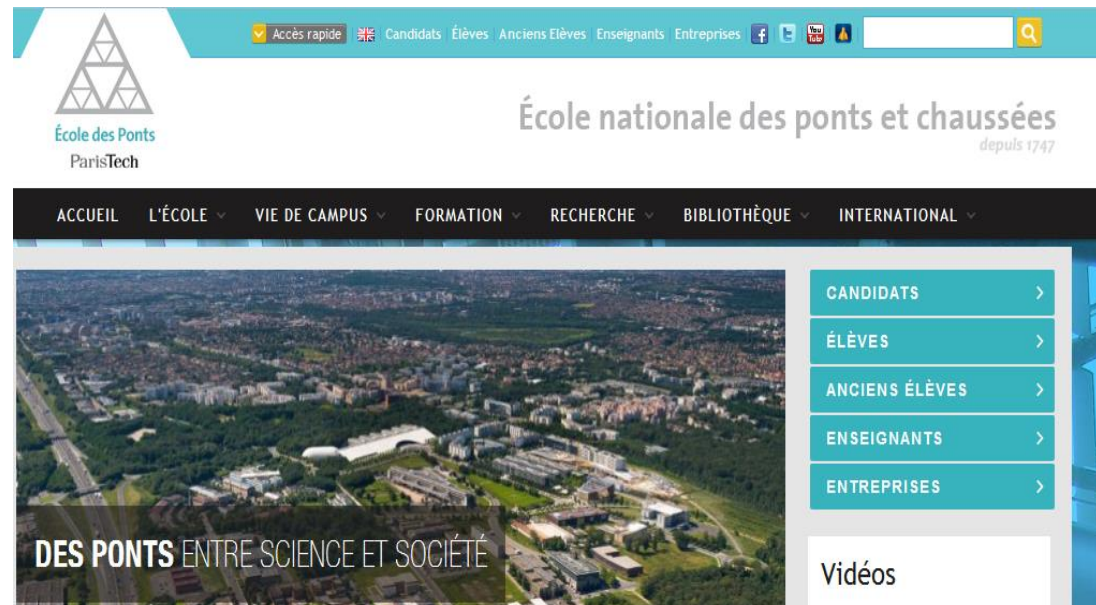 Accès rapide Candidats Élèves Anciens Elèves Enseignants Entreprises
You
Tube
École des Ponts
ParisTech
École nationale des ponts et chaussées
depuis 1747
ACCUEIL L'ÉCOLE VIE DE CAMPUS FORMATION RECHERCHE BIBLIOTHÈQUE INTERNATIONAL
CANDIDATS
ÉLÈVES
ANCIENS ÉLÈVES
ENSEIGNANTS
ENTREPRISES
DES PONTS ENTRE SCIENCE ET SOCIÉTÉ
Vidéos